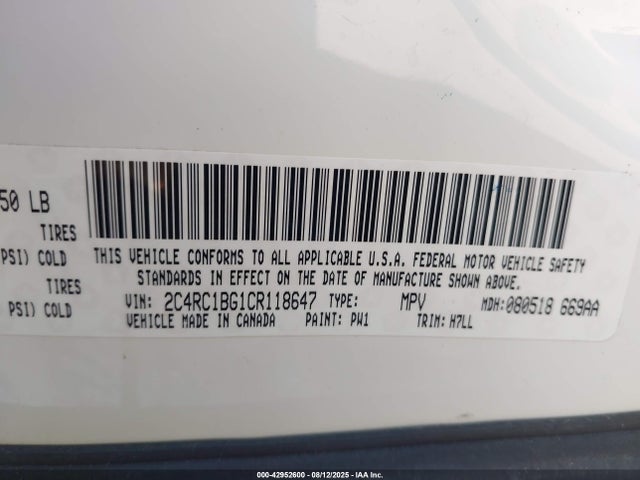 50 LB
TIRES
PSI) COLD
TIRES
PSI) COLD
THIS VEHICLE CONFORMS TO ALL APPLICABLE U.S.A. FEDERAL MOTOR VEHICLE SAFETY
STANDARDS IN EFFECT ON THE DATE OF MANUFACTURE SHOWN ABOVE.
VIN: 2C4RC1BG1CR118647 TYPE: MPV MDH:080518 669AA
VEHICLE MADE IN CANADA PAINT: PW1 TRIM: H7LL
000-42952600 - 08/12/2025 - IAA Inc.